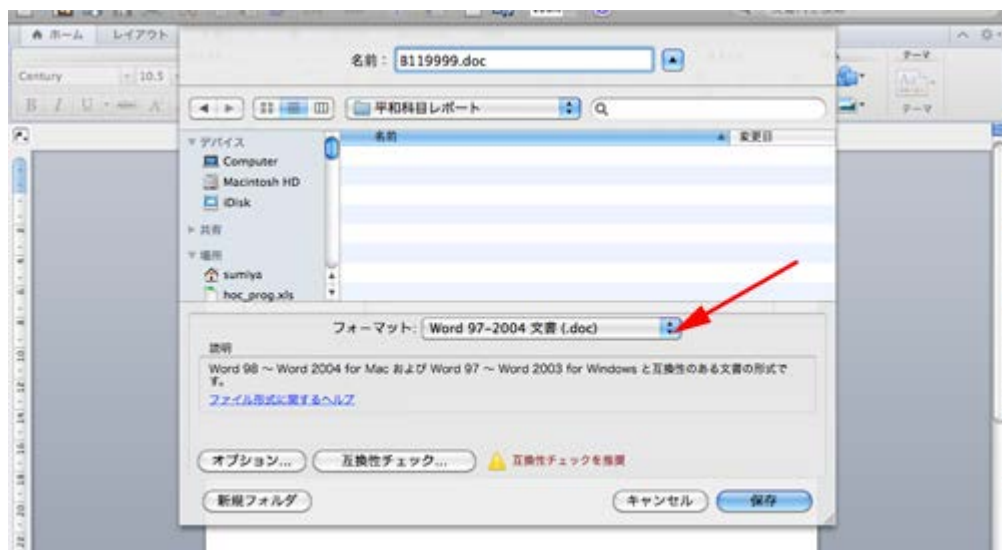 ホーム レイアウト
名前： B119999.doc
テーマ
Century 10.5
B I U ABC A
テーマ
平和科目レポート
名前 変更日
デバイス
Computer
Macintosh HD
iDisk
共有
場所
sumiya
hoc_prog.xls
フォーマット： Word 97-2004 文書 (.doc)
説明
Word 98 ～ Word 2004 for Mac および Word 97 ～ Word 2003 for Windows と互換性のある文書の形式で
す。
ファイル形式に関するヘルプ
オプション... 互換性チェック... 互換性チェックを推奨
新規フォルダ キャンセル 保存